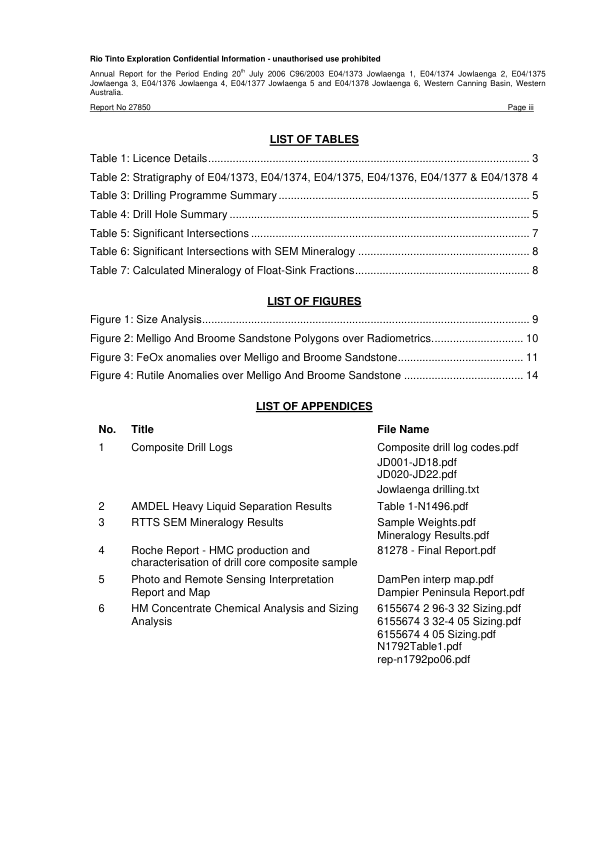 Rio Tinto Exploration Confidential Information - unauthorised use prohibited
Annual Report for the Period Ending 20th July 2006 C96/2003 E04/1373 Jowlaenga 1, E04/1374 Jowlaenga 2, E04/1375
Jowlaenga 3, E04/1376 Jowlaenga 4, E04/1377 Jowlaenga 5 and E04/1378 Jowlaenga 6, Western Canning Basin, Western
Australia.
Report No 27850 Page iii
LIST OF TABLES
Table 1: Licence Details.................................................................................................... 3
Table 2: Stratigraphy of E04/1373, E04/1374, E04/1375, E04/1376, E04/1377 & E04/1378 4
Table 3: Drilling Programme Summary .............................................................................. 5
Table 4: Drill Hole Summary ............................................................................................. 5
Table 5: Significant Intersections ....................................................................................... 7
Table 6: Significant Intersections with SEM Mineralogy ..................................................... 8
Table 7: Calculated Mineralogy of Float-Sink Fractions...................................................... 8
LIST OF FIGURES
Figure 1: Size Analysis...................................................................................................... 9
Figure 2: Melligo And Broome Sandstone Polygons over Radiometrics............................ 10
Figure 3: FeOx anomalies over Melligo and Broome Sandstone....................................... 11
Figure 4: Rutile Anomalies over Melligo And Broome Sandstone ..................................... 14
LIST OF APPENDICES
No. Title File Name
1 Composite Drill Logs Composite drill log codes.pdf
JD001-JD18.pdf
JD020-JD22.pdf
Jowlaenga drilling.txt
2 AMDEL Heavy Liquid Separation Results Table 1-N1496.pdf
3 RTTS SEM Mineralogy Results Sample Weights.pdf
Mineralogy Results.pdf
4 Roche Report - HMC production and 81278 - Final Report.pdf
characterisation of drill core composite sample
5 Photo and Remote Sensing Interpretation DamPen interp map.pdf
Report and Map Dampier Peninsula Report.pdf
6 HM Concentrate Chemical Analysis and Sizing 6155674 2 96-3 32 Sizing.pdf
Analysis 6155674 3 32-4 05 Sizing.pdf
6155674 4 05 Sizing.pdf
N1792Table1.pdf
rep-n1792po06.pdf